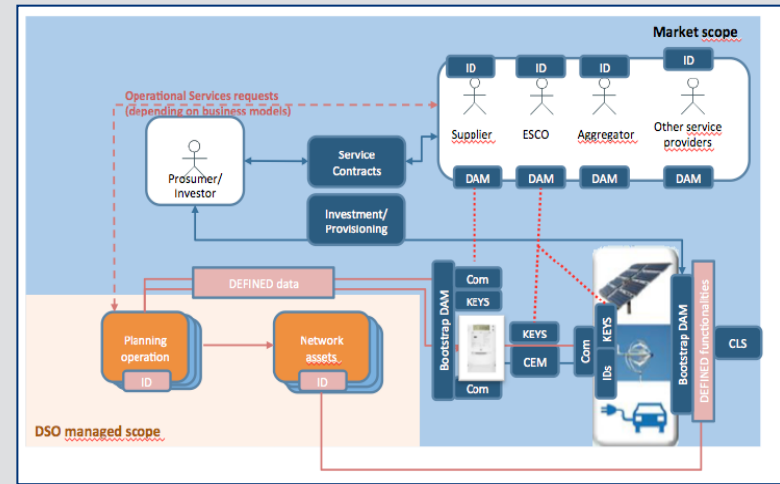 Market scope
ID
ID
ID
ID
Operational Services requests
(depending on business models)
Supplier
ESCO
Aggregator
Other service
providers
Prosumer/
Investor
Service
Contracts
DAM
DAM
DAM
DAM
Investment/
Provisioning
DEFINED data
Bootstrap DAM
Com
KEYS
Com
KEYS
CEM
Com
KEYS
IDs
Bootstrap DAM
DEFINED functionalities
CLS
Planning
operation
ID
Network
assets
ID
DSO managed scope